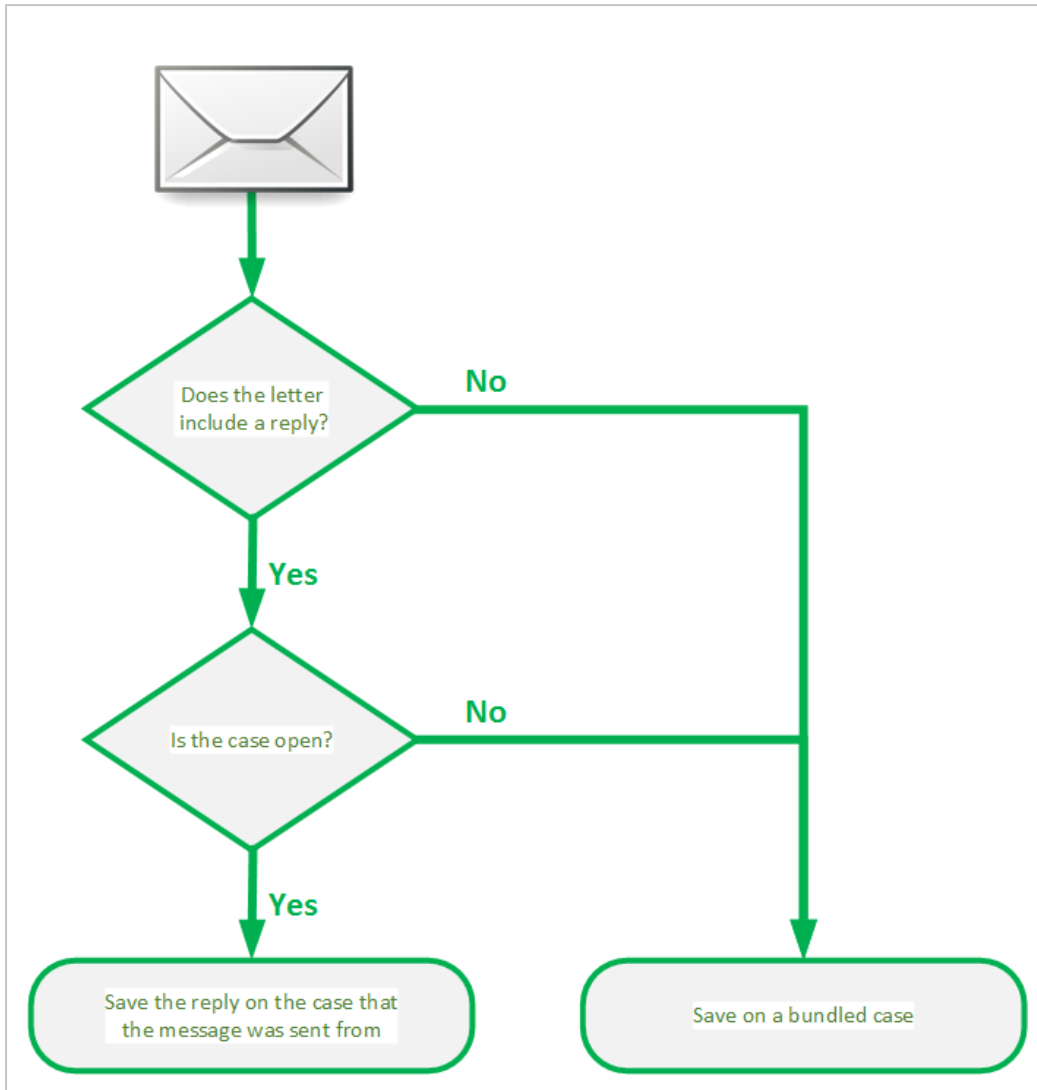 Does the letter
include a reply?
No
Yes
Is the case open?
No
Yes
Save the reply on the case that
the message was sent from
Save on a bundled case